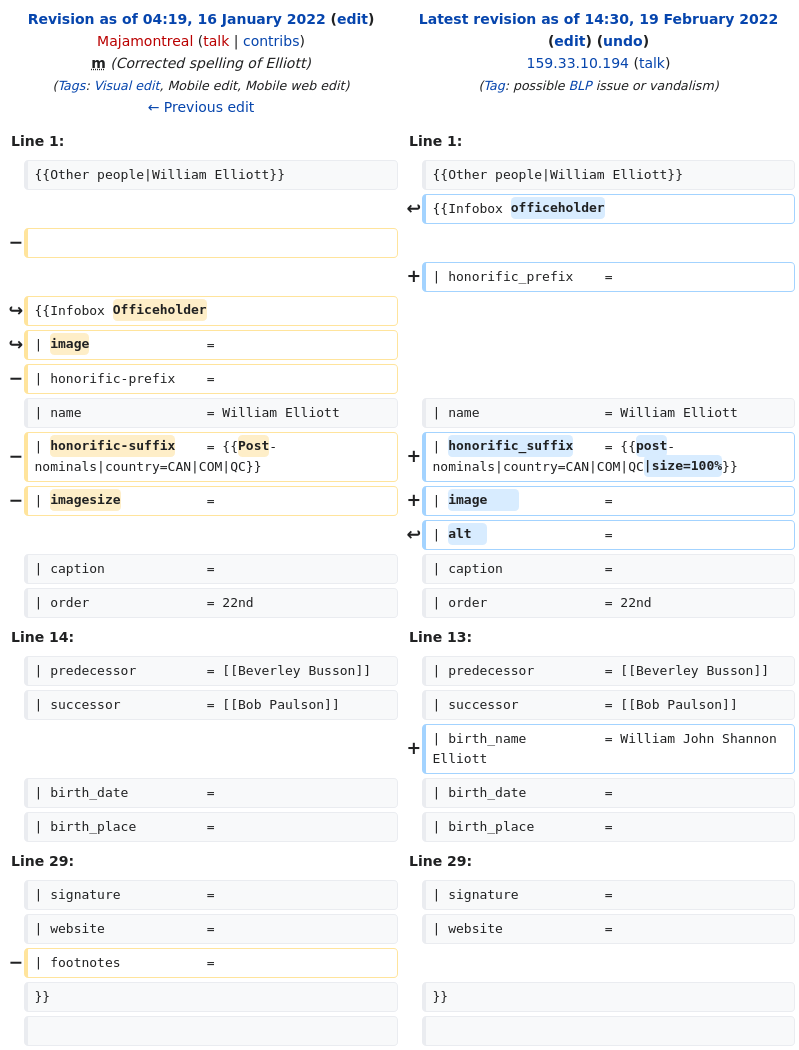 Revision as of 04:19, 16 January 2022 (edit)
Majamontreal (talk | contribs)
m (Corrected spelling of Elliott)
(Tags: Visual edit, Mobile edit, Mobile web edit)
← Previous edit
Latest revision as of 14:30, 19 February 2022
(edit) (undo)
159.33.10.194 (talk)
(Tag: possible BLP issue or vandalism)
Line 1:
Line 1:
{{Other people|William Elliott}}
{{Other people|William Elliott}}
↩ {{Infobox officeholder
−
+ | honorific_prefix    =
↪ {{Infobox Officeholder
↪ | image               =
− | honorific-prefix    =
| name                = William Elliott
| name                = William Elliott
− | honorific-suffix    = {{Post-
nominals|country=CAN|COM|QC}}
+ | honorific_suffix    = {{post-
nominals|country=CAN|COM|QC|size=100%}}
− | imagesize           =
+ | image               =
↩ | alt                 =
| caption             =
| caption             =
| order               = 22nd
| order               = 22nd
Line 14:
Line 13:
| predecessor         = [[Beverley Busson]]
| predecessor         = [[Beverley Busson]]
| successor           = [[Bob Paulson]]
| successor           = [[Bob Paulson]]
+ | birth_name          = William John Shannon
Elliott
| birth_date          =
| birth_date          =
| birth_place         =
| birth_place         =
Line 29:
Line 29:
| signature           =
| signature           =
| website             =
| website             =
− | footnotes           =
}}
}}